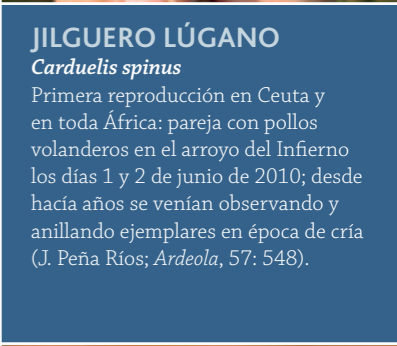 JILGUERO LÚGANO
Carduelis spinus
Primera reproducción en Ceuta y
en toda África: pareja con pollos
volanderos en el arroyo del Infierno
los días 1 y 2 de junio de 2010; desde
hacía años se venían observando y
anillando ejemplares en época de cría
(J. Peña Ríos; Ardeola, 57: 548).